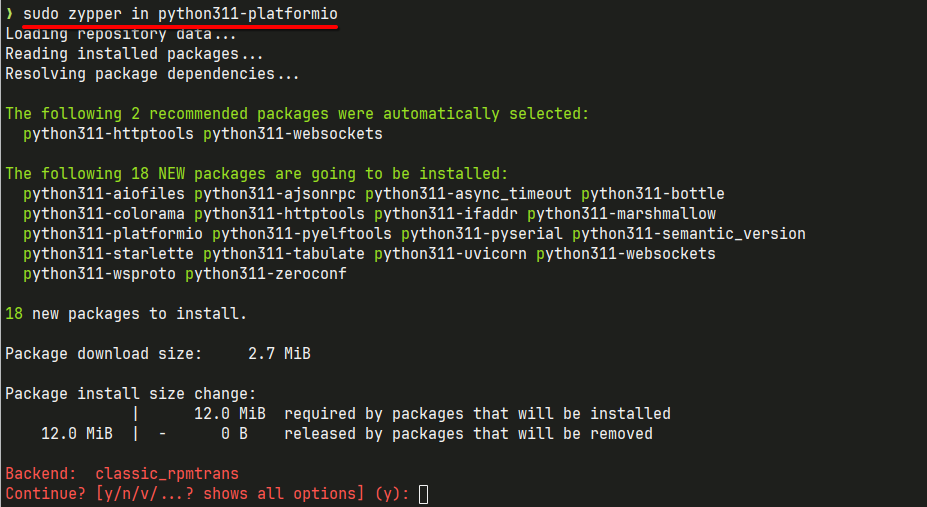 ❯ sudo zypper in python311-platformio
Loading repository data...
Reading installed packages...
Resolving package dependencies...
The following 2 recommended packages were automatically selected:
python311-httptools python311-websockets
The following 18 NEW packages are going to be installed:
python311-aiofiles python311-ajsonrpc python311-async_timeout python311-bottle
python311-colorama python311-httptools python311-ifaddr python311-marshmallow
python311-platformio python311-pyelftools python311-pyserial python311-semantic_version
python311-starlette python311-tabulate python311-uvicorn python311-websockets
python311-wsproto python311-zeroconf
18 new packages to install.
Package download size:     2.7 MiB
Package install size change:
              |      12.0 MiB  required by packages that will be installed
    12.0 MiB  |  -      0 B    released by packages that will be removed
Backend:  classic_rpmtrans
Continue? [y/n/v/...? shows all options] (y):